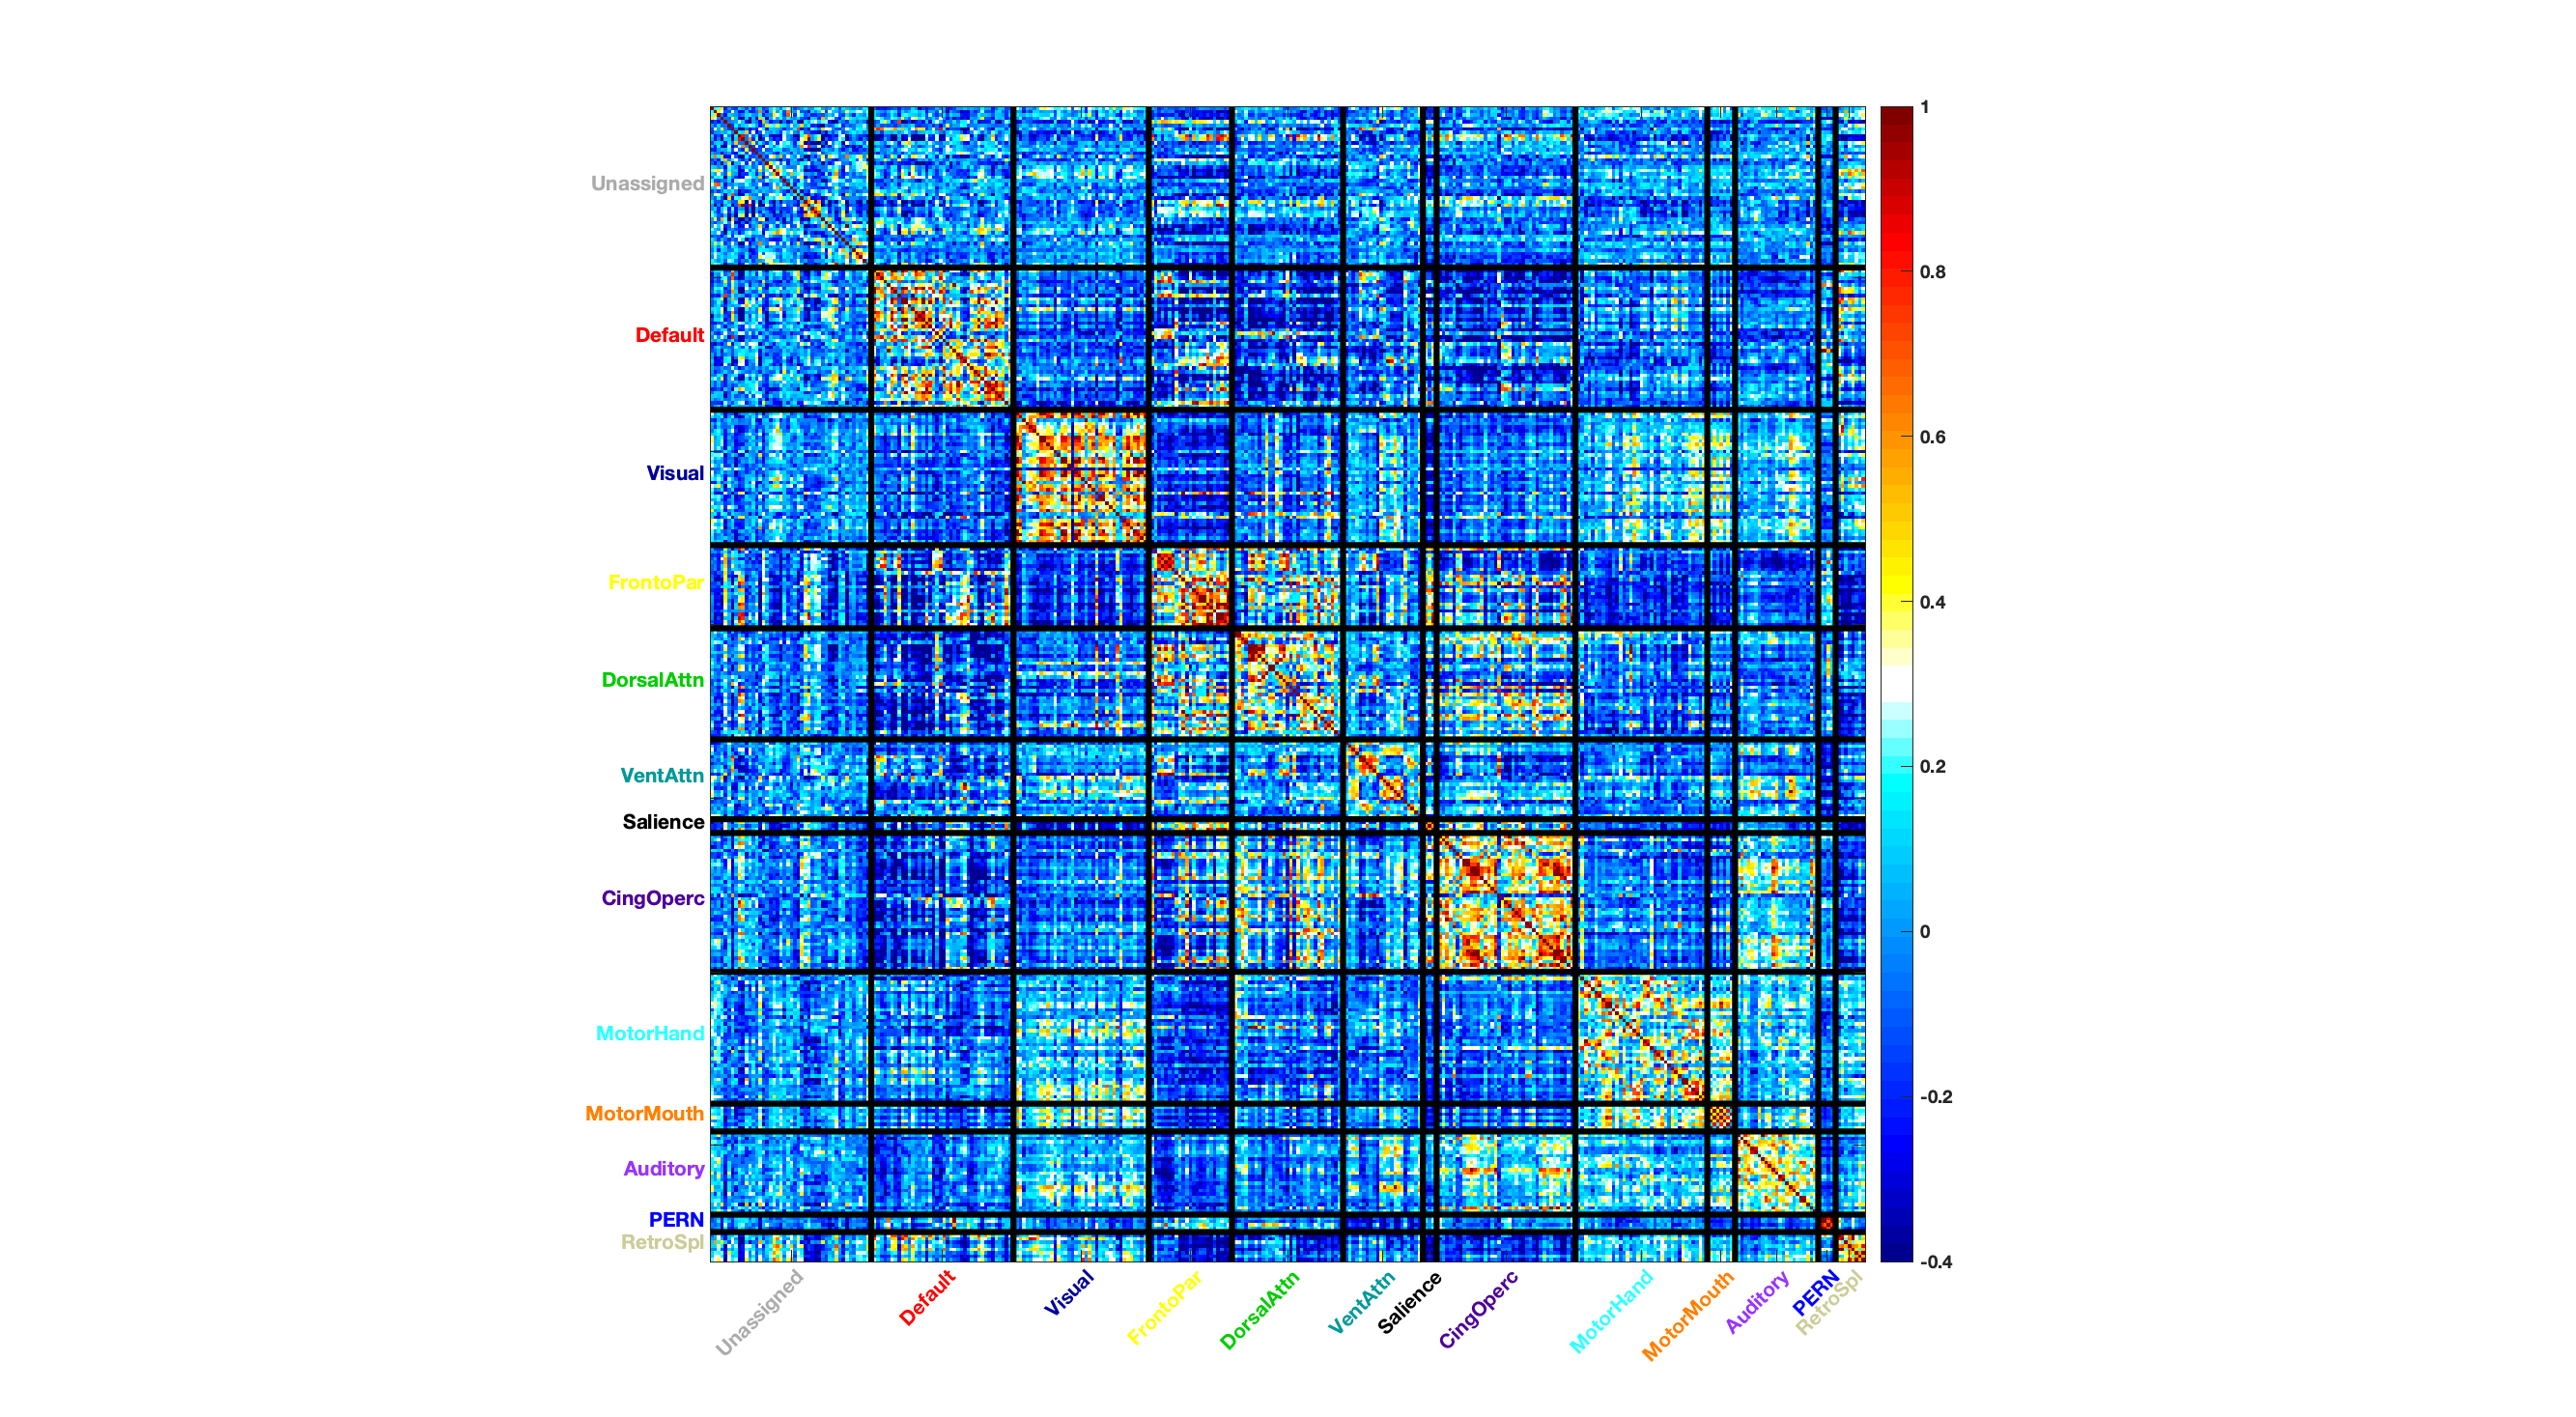 Unassigned
Default
Visual
FrontoPar
DorsalAttn
VentAttn
Salience
CingOperc
MotorHand
MotorMouth
Auditory
PERN
RetroSpl
Unassigned
Default
Visual
FrontoPar
DorsalAttn
VentAttn
Salience
CingOperc
MotorHand
MotorMouth
Auditory
PERN
RetroSpl
1
0.8
0.6
0.4
0.2
0
-0.2
-0.4